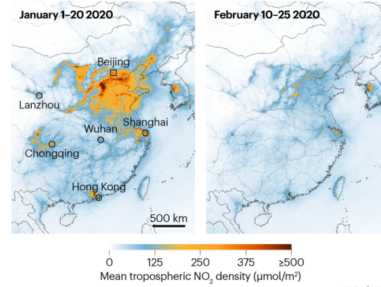 January 1–20 2020
February 10–25 2020
Beijing
Lanzhou
Shanghai
Wuhan
Chongqing
Hong Kong
500 km
0 125 250 375 ≥500
Mean tropospheric NO₂ density (μmol/m²)